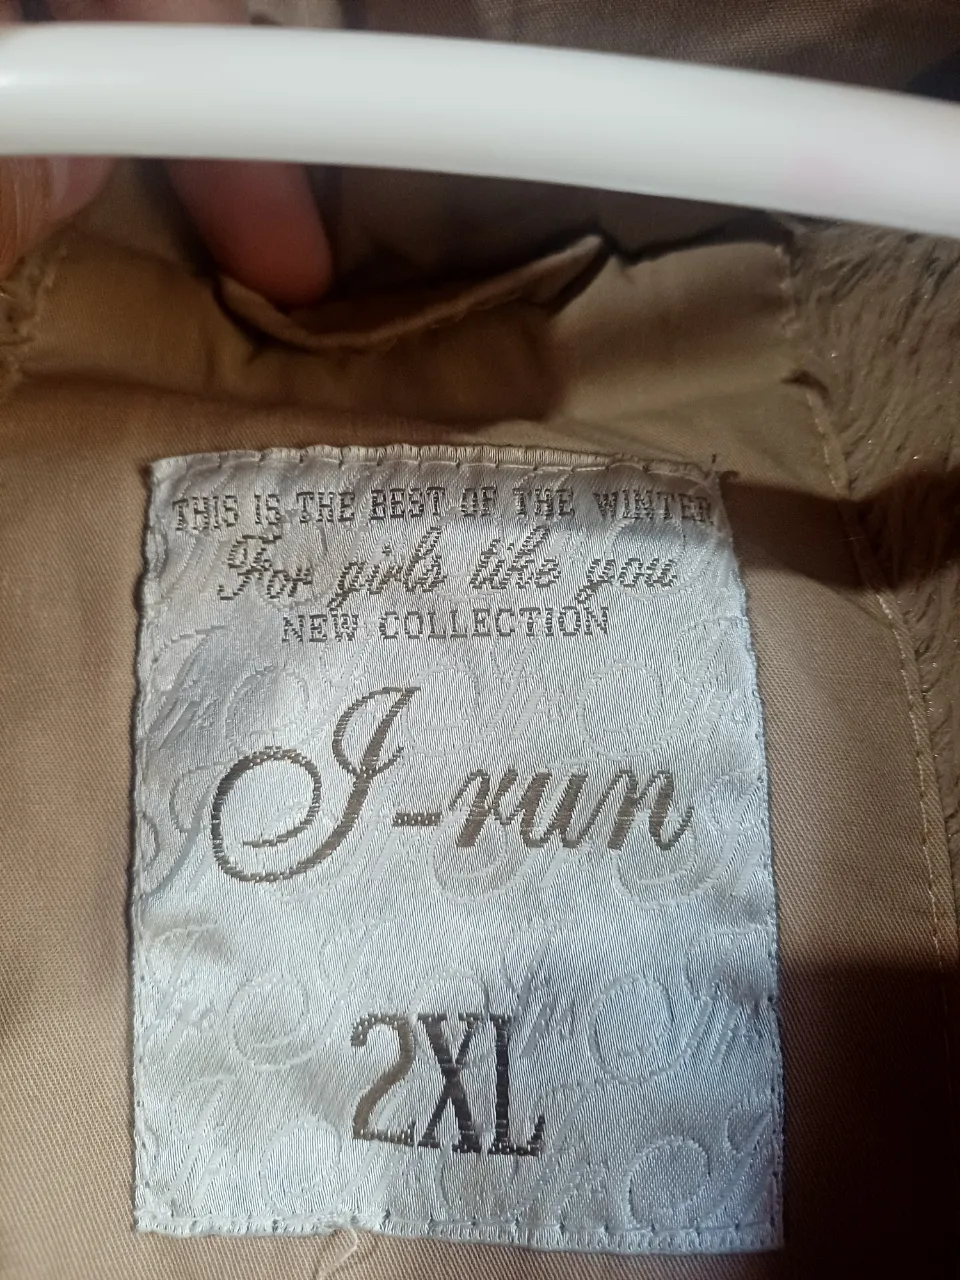 THIS IS THE BEST OF THE WINTER
For girls like you
NEW COLLECTION
I-run
2XL